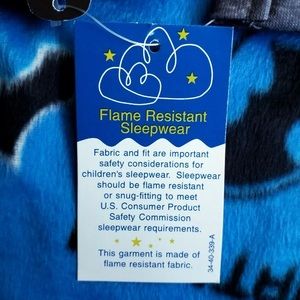 Flame Resistant
Sleepwear
Fabric and fit are important
safety considerations for
children's sleepwear. Sleepwear
should be flame resistant
or snug-fitting to meet
U.S. Consumer Product
Safety Commission
sleepwear requirements.
This garment is made of
flame resistant fabric.
34-40-339-A